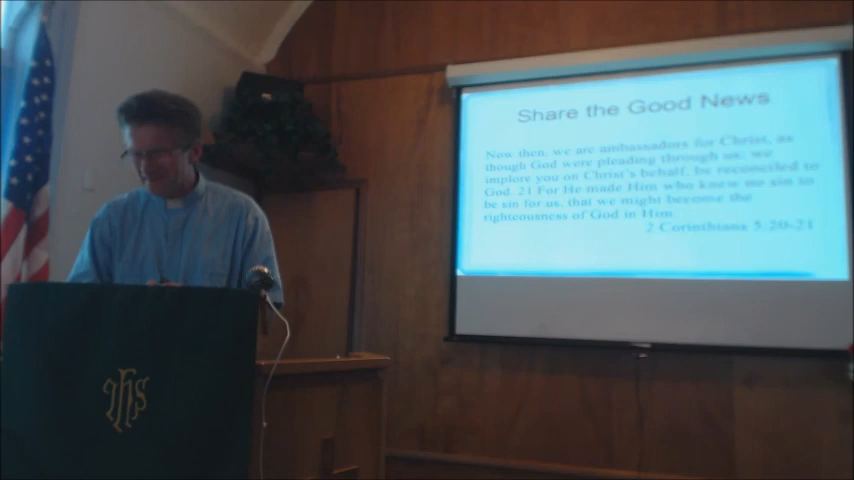 Share the Good News
Now then, we are ambassadors for Christ, as
though God were pleading through us: we
implore you on Christ's behalf, be reconciled to
God. 21 For He made Him who knew no sin to
be sin for us, that we might become the
righteousness of God in Him.
2 Corinthians 5:20-21
IHS